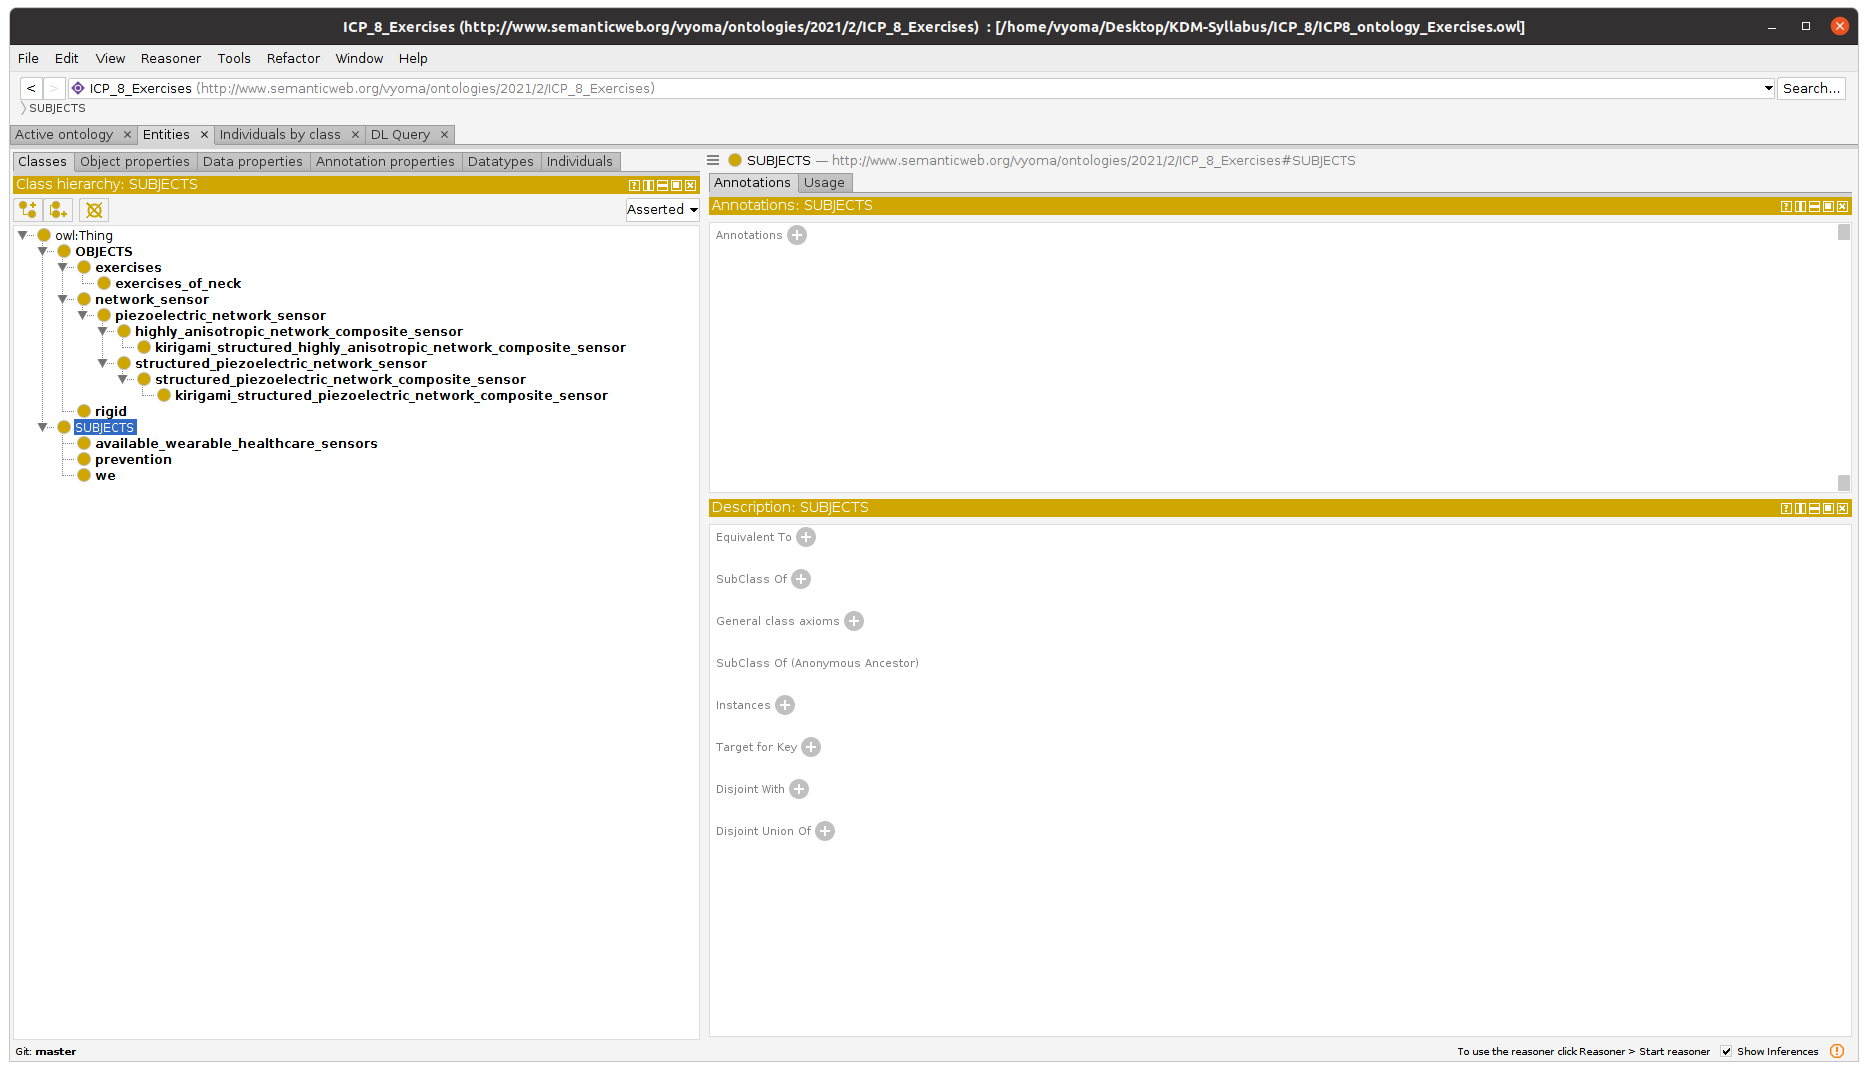 ICP_8_Exercises (http://www.semanticweb.org/vyoma/ontologies/2021/2/ICP_8_Exercises) : [/home/vyoma/Desktop/KDM-Syllabus/ICP_8/ICP8_ontology_Exercises.owl]
File Edit View Reasoner Tools Refactor Window Help
< > ICP_8_Exercises (http://www.semanticweb.org/vyoma/ontologies/2021/2/ICP_8_Exercises) Search...
SUBJECTS
Active ontology × Entities × Individuals by class × DL Query ×
Classes Object properties Data properties Annotation properties Datatypes Individuals
Class hierarchy: SUBJECTS
Asserted
owl:Thing
OBJECTS
exercises
exercises_of_neck
network_sensor
piezoelectric_network_sensor
highly_anisotropic_network_composite_sensor
kirigami_structured_highly_anisotropic_network_composite_sensor
structured_piezoelectric_network_sensor
structured_piezoelectric_network_composite_sensor
kirigami_structured_piezoelectric_network_composite_sensor
rigid
SUBJECTS
available_wearable_healthcare_sensors
prevention
we
SUBJECTS — http://www.semanticweb.org/vyoma/ontologies/2021/2/ICP_8_Exercises#SUBJECTS
Annotations Usage
Annotations: SUBJECTS
Annotations
Description: SUBJECTS
Equivalent To
SubClass Of
General class axioms
SubClass Of (Anonymous Ancestor)
Instances
Target for Key
Disjoint With
Disjoint Union Of
Git: master
To use the reasoner click Reasoner > Start reasoner Show Inferences